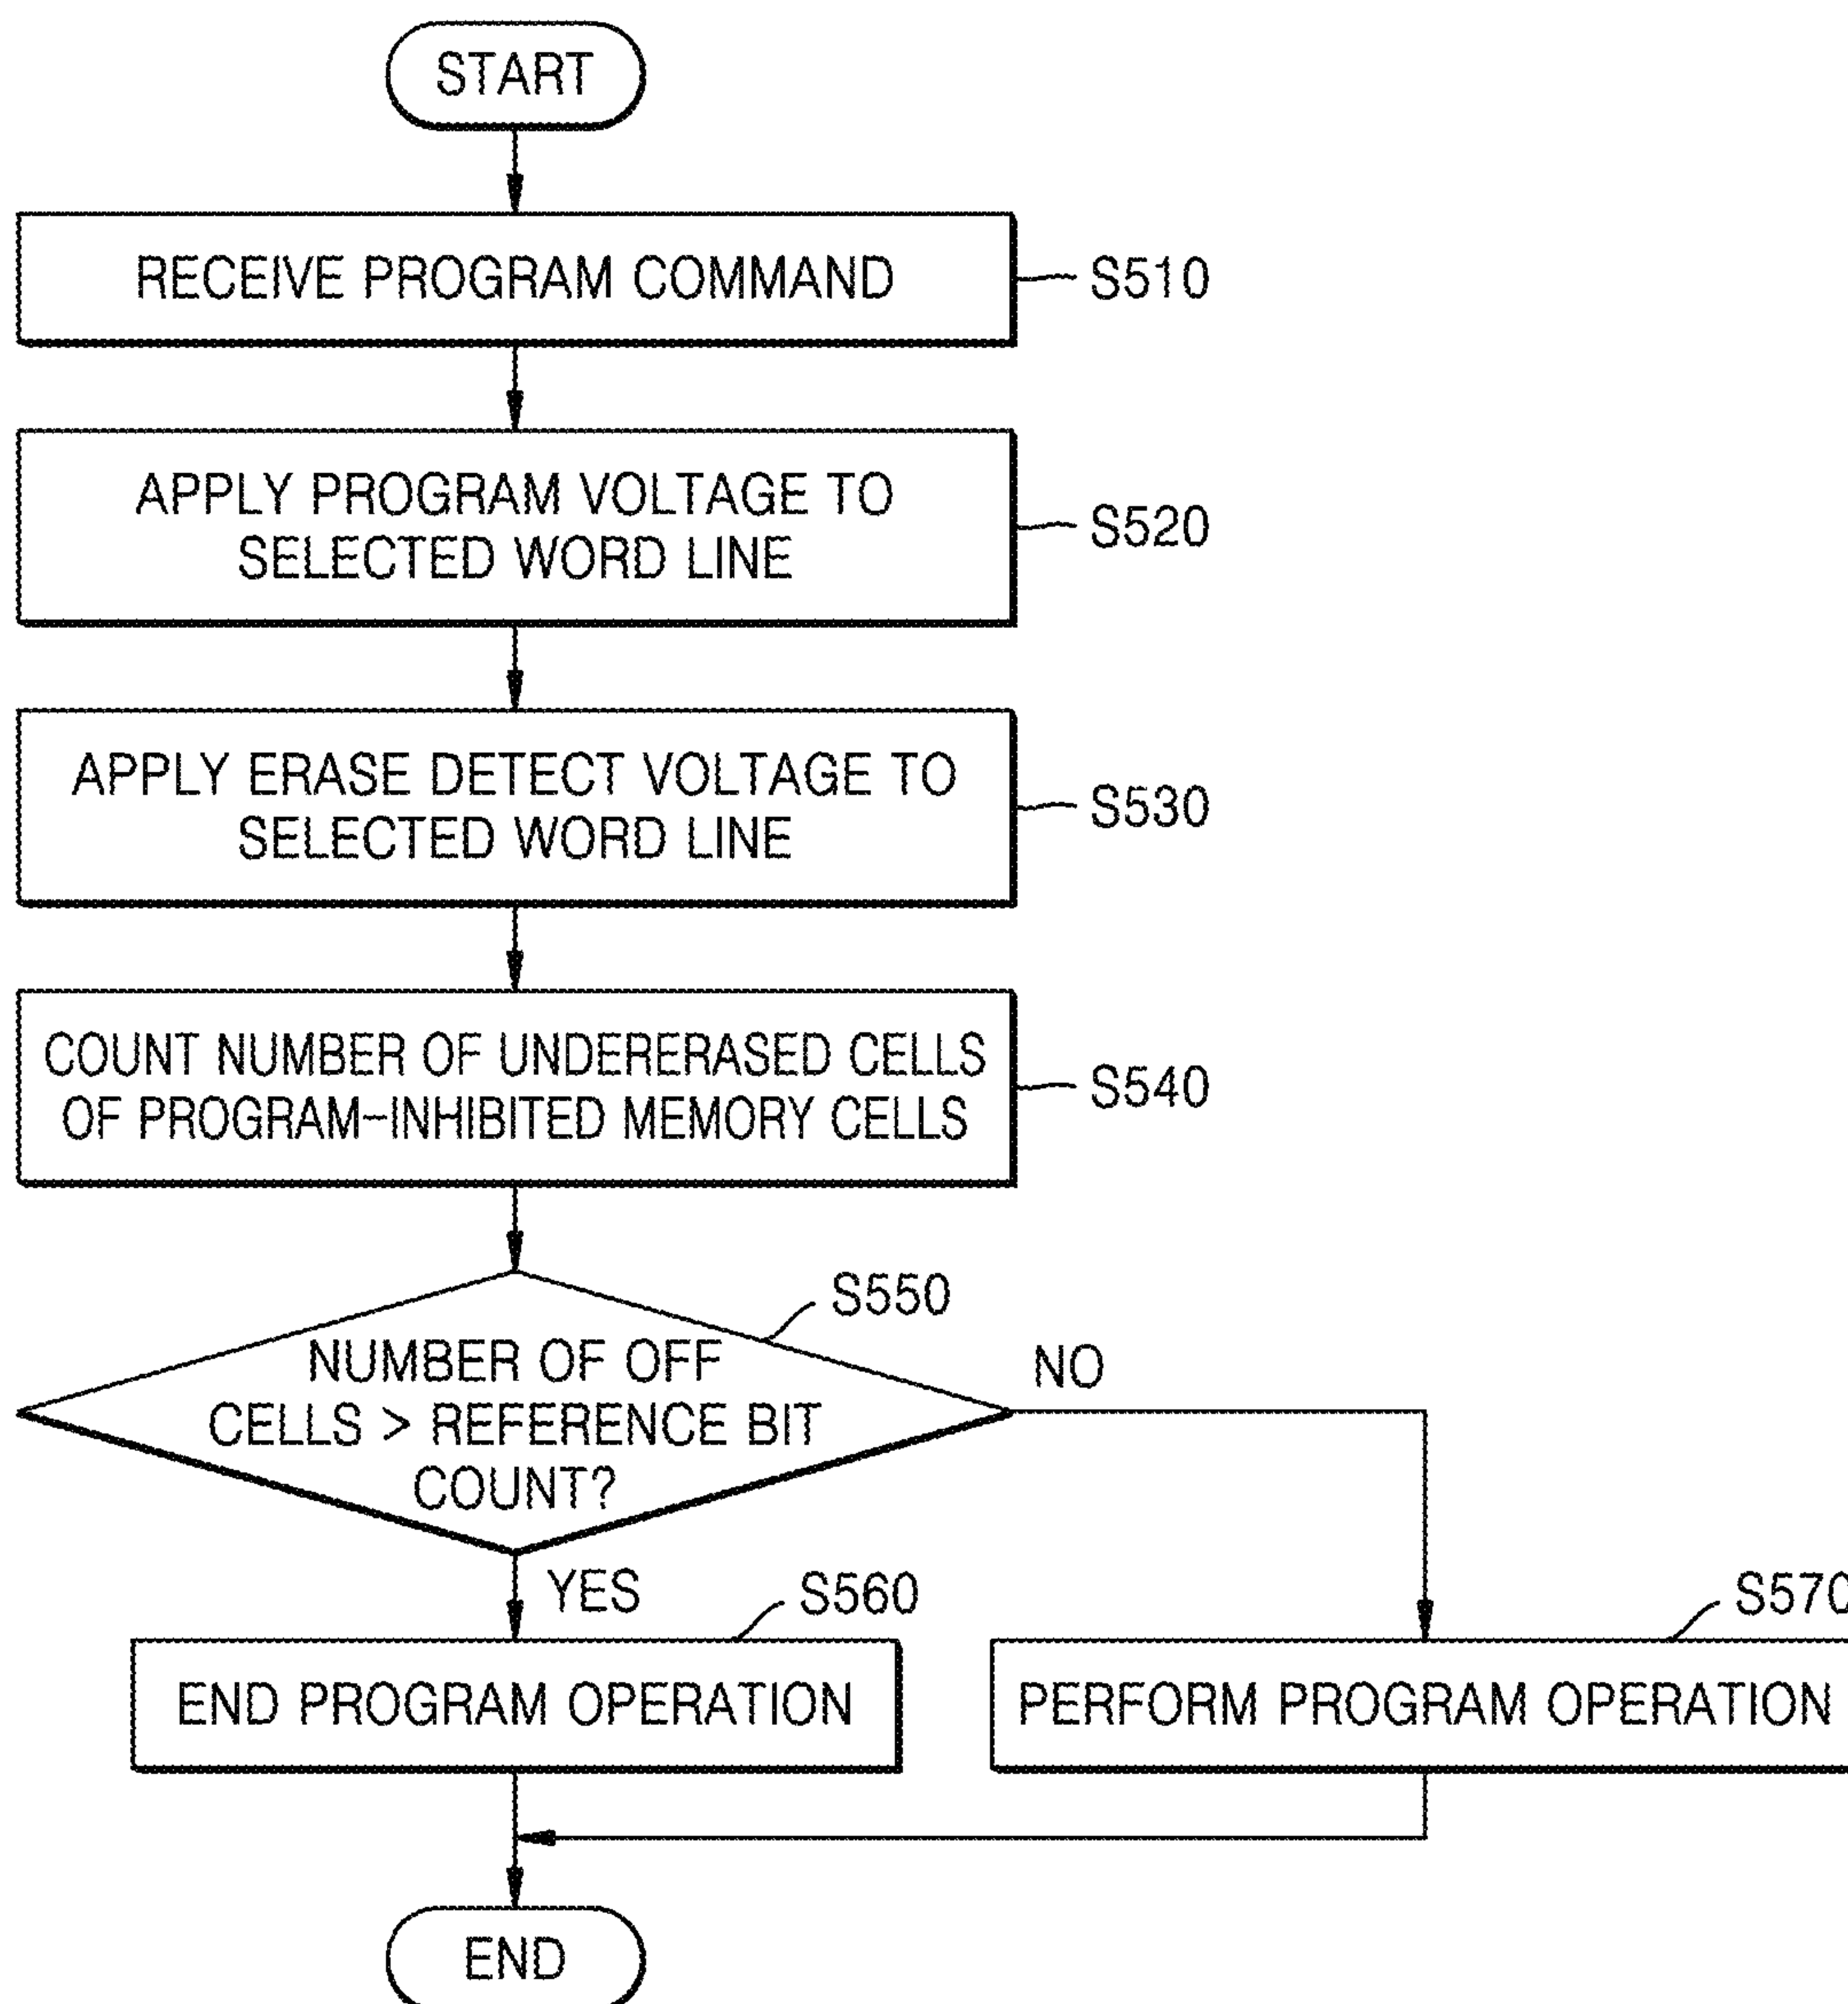 START
RECEIVE PROGRAM COMMAND
S510
APPLY PROGRAM VOLTAGE TO
SELECTED WORD LINE
S520
APPLY ERASE DETECT VOLTAGE TO
SELECTED WORD LINE
S530
COUNT NUMBER OF UNDERERASED CELLS
OF PROGRAM-INHIBITED MEMORY CELLS
S540
S550
NUMBER OF OFF
CELLS > REFERENCE BIT
COUNT?
NO
YES
S560
S570
END PROGRAM OPERATION
PERFORM PROGRAM OPERATION
END